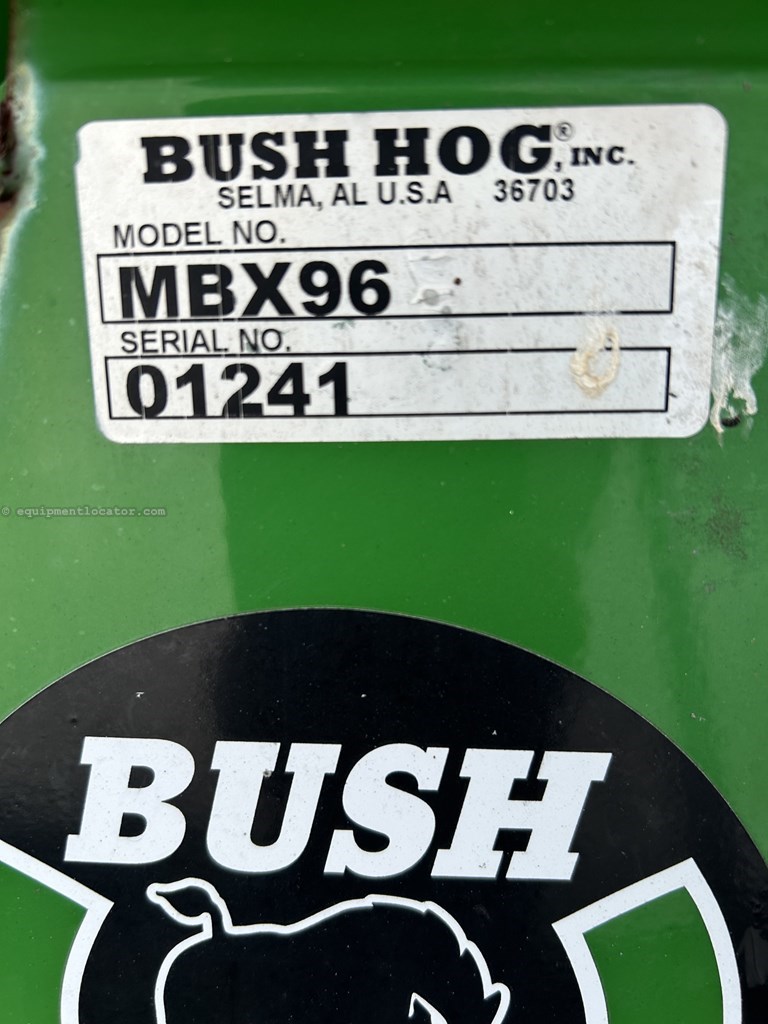 BUSH HOG®, INC.
SELMA, AL U.S.A 36703
MODEL NO.
MBX96
SERIAL NO.
01241
© equipmentlocator.com
BUSH